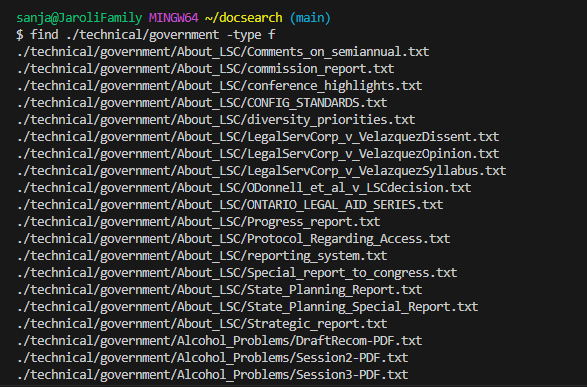 sanja@JaroliFamily MINGW64 ~/docsearch (main)
$ find ./technical/government -type f
./technical/government/About_LSC/Comments_on_semiannual.txt
./technical/government/About_LSC/commission_report.txt
./technical/government/About_LSC/conference_highlights.txt
./technical/government/About_LSC/CONFIG_STANDARDS.txt
./technical/government/About_LSC/diversity_priorities.txt
./technical/government/About_LSC/LegalServCorp_v_VelazquezDissent.txt
./technical/government/About_LSC/LegalServCorp_v_VelazquezOpinion.txt
./technical/government/About_LSC/LegalServCorp_v_VelazquezSyllabus.txt
./technical/government/About_LSC/ODonnell_et_al_v_LSCdecision.txt
./technical/government/About_LSC/ONTARIO_LEGAL_AID_SERIES.txt
./technical/government/About_LSC/Progress_report.txt
./technical/government/About_LSC/Protocol_Regarding_Access.txt
./technical/government/About_LSC/reporting_system.txt
./technical/government/About_LSC/Special_report_to_congress.txt
./technical/government/About_LSC/State_Planning_Report.txt
./technical/government/About_LSC/State_Planning_Special_Report.txt
./technical/government/About_LSC/Strategic_report.txt
./technical/government/Alcohol_Problems/DraftRecom-PDF.txt
./technical/government/Alcohol_Problems/Session2-PDF.txt
./technical/government/Alcohol_Problems/Session3-PDF.txt